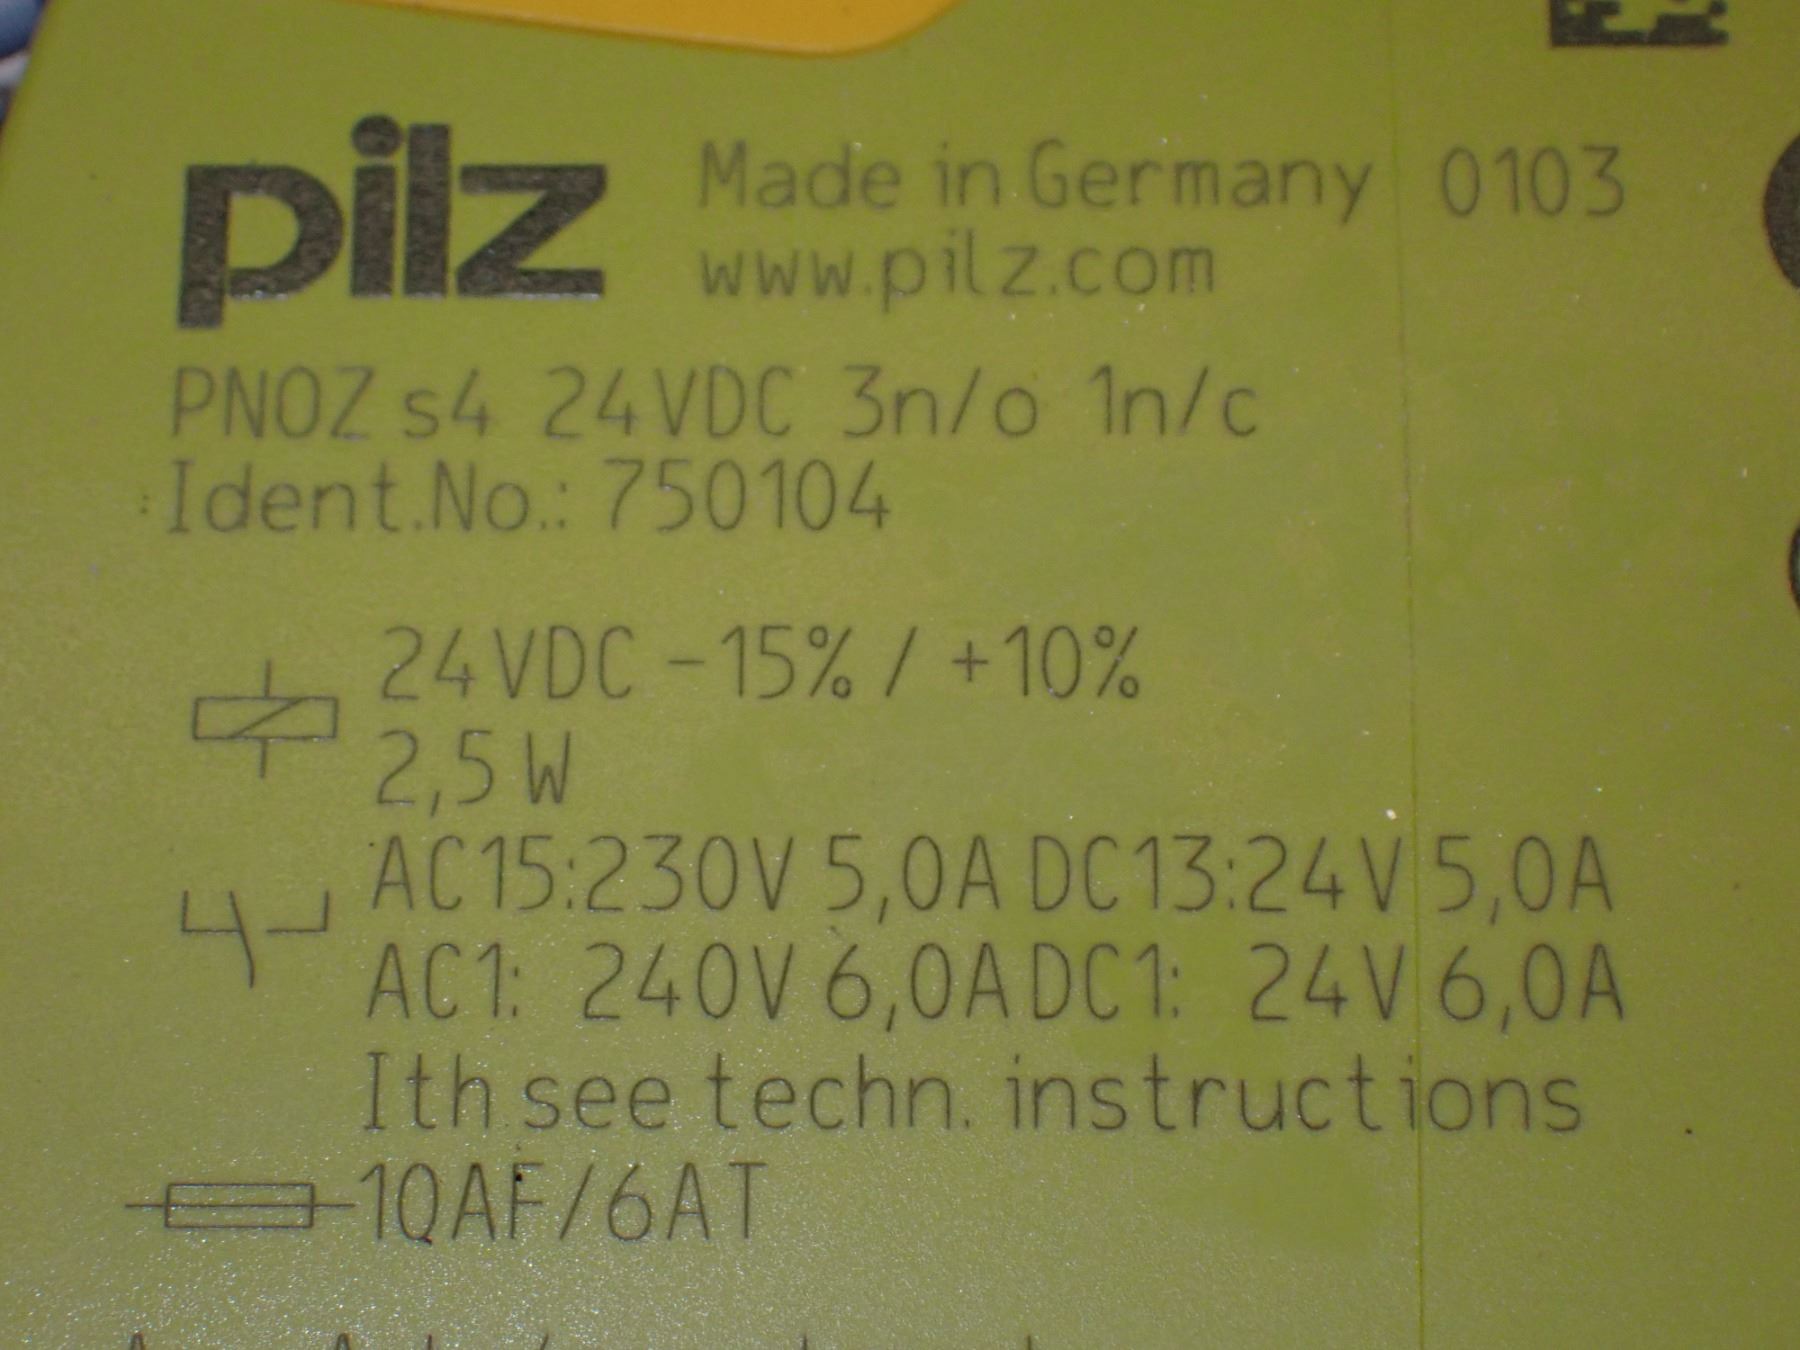 pilz Made in Germany 0103
www.pilz.com
PNOZ s4 24VDC 3n/o 1n/c
Ident.No.: 750104
24VDC -15% / +10%
2,5 W
AC15:230V 5,0A DC13:24V 5,0A
AC1: 240V 6,0A DC1: 24V 6,0A
Ith see techn. instructions
10AF/6AT